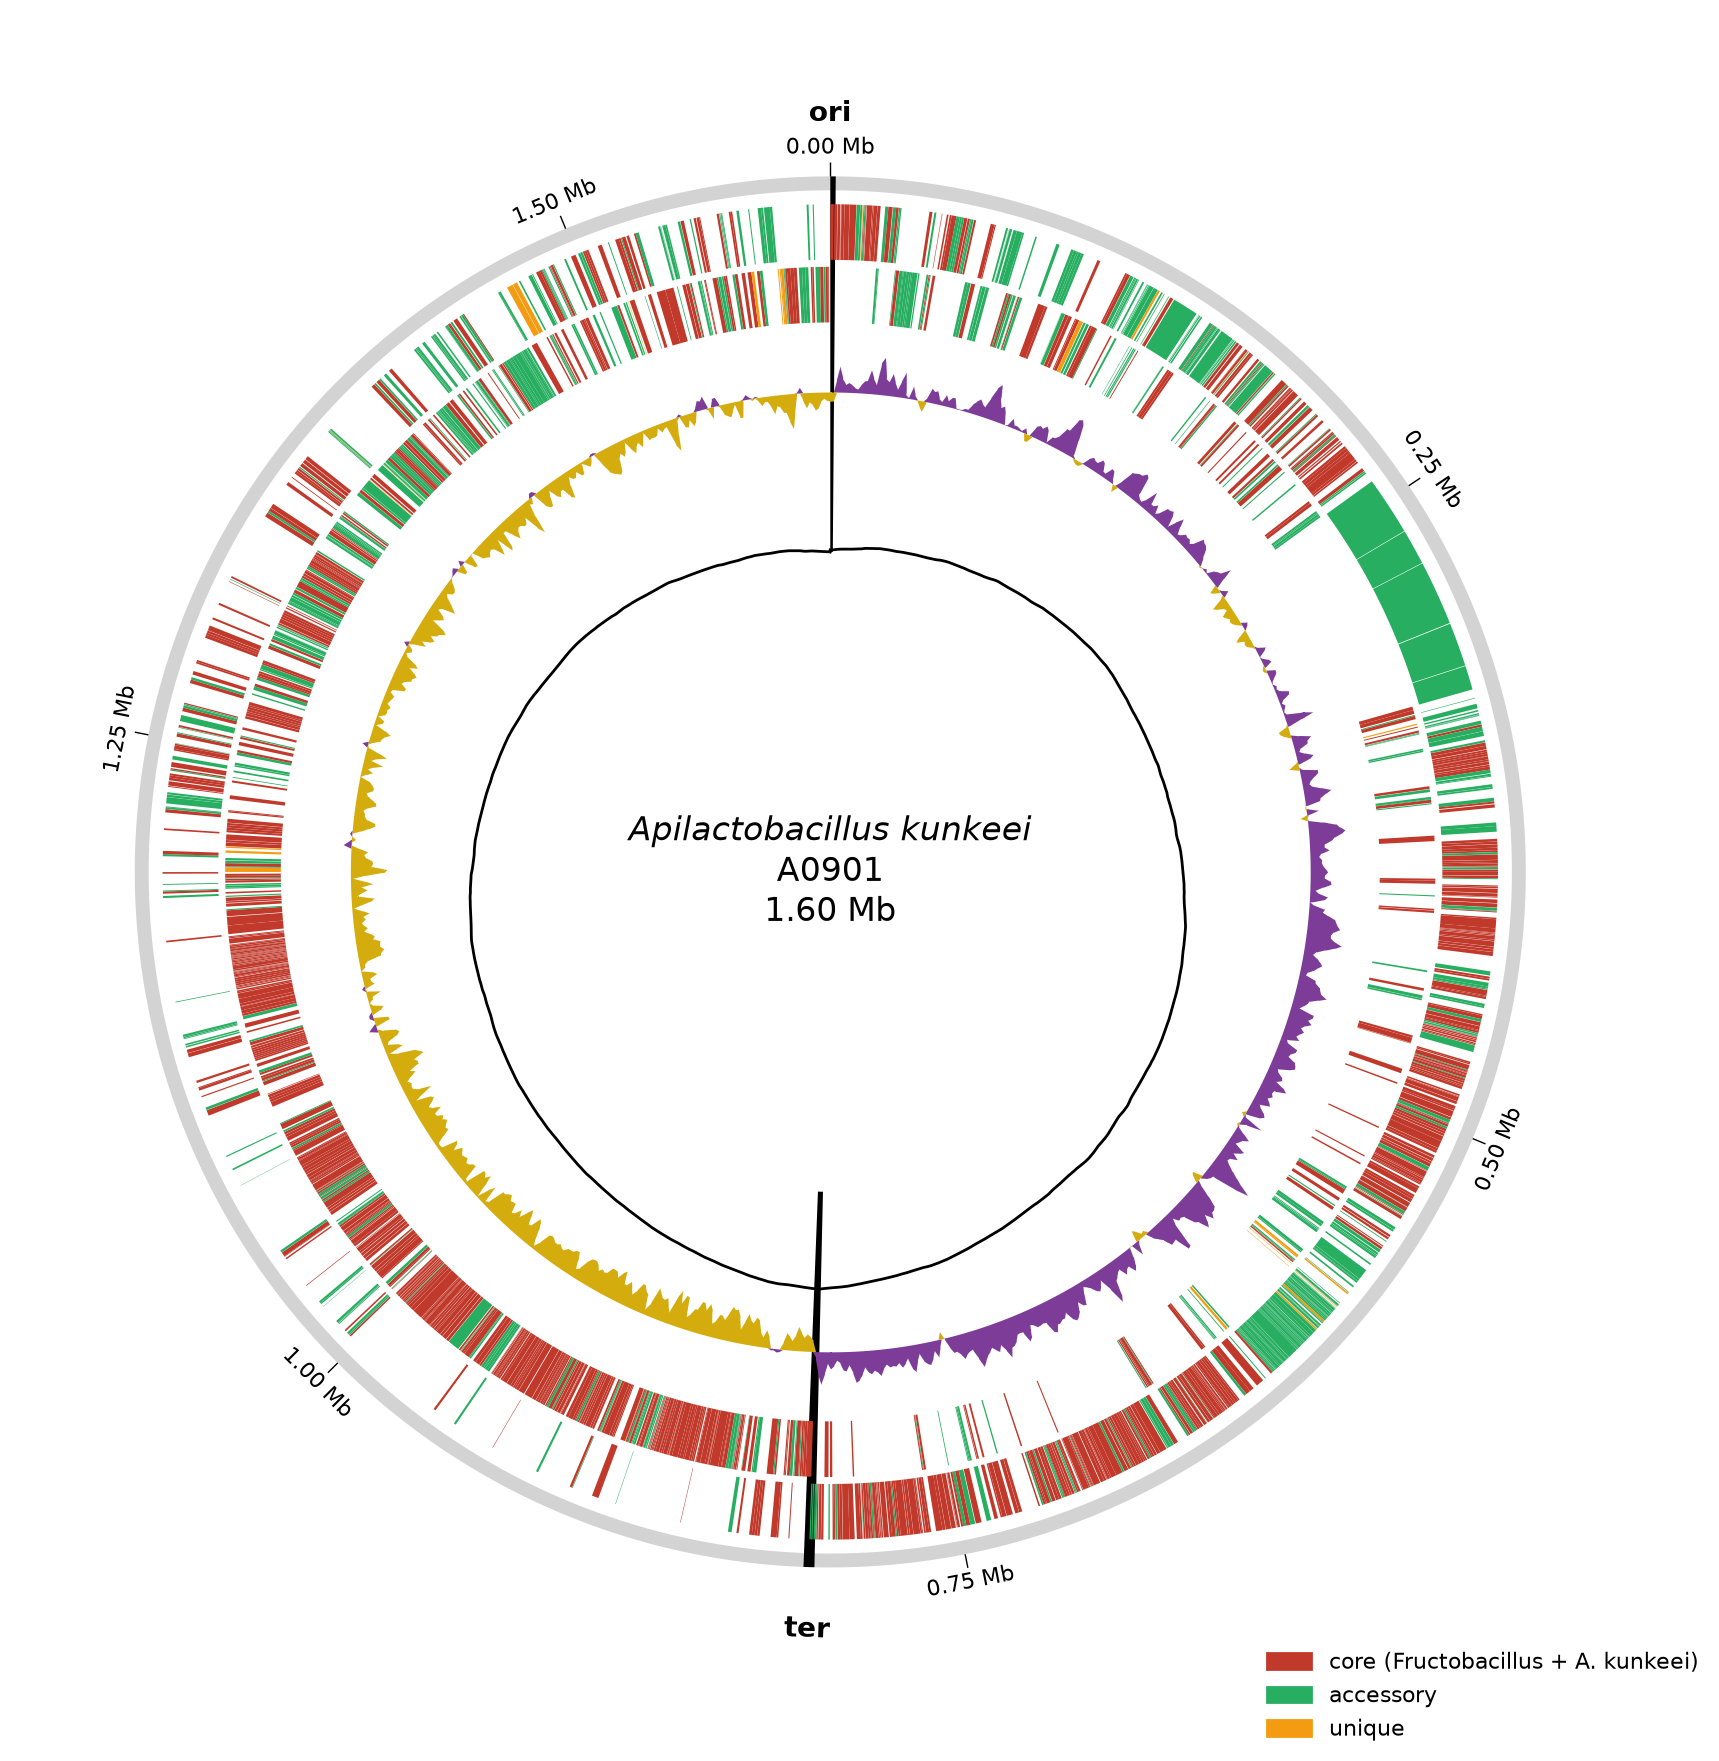 ori
0.00 Mb
1.50 Mb
0.25 Mb
1.25 Mb
Apilactobacillus kunkeei
A0901
1.60 Mb
0.50 Mb
1.00 Mb
0.75 Mb
ter
core (Fructobacillus + A. kunkeei)
accessory
unique